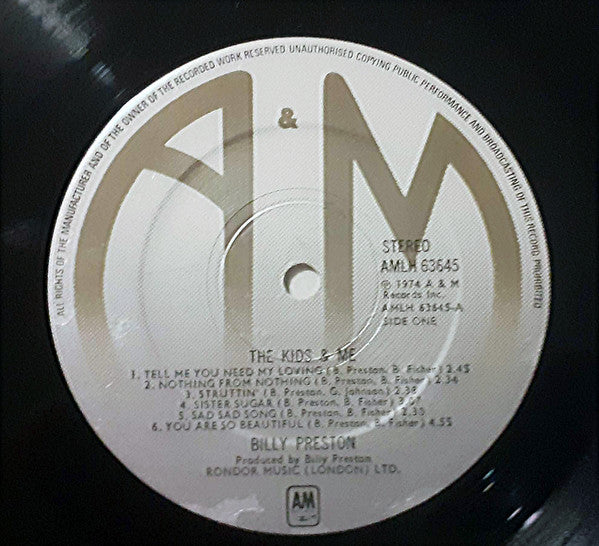 ALL RIGHTS OF THE MANUFACTURER AND OF THE OWNER OF THE RECORDED WORK RESERVED. UNAUTHORISED COPYING PUBLIC PERFORMANCE AND BROADCASTING OF THIS RECORD PROHIBITED
A & M
STEREO
AMLH 63645
℗ 1974 A & M
Records Inc.
AMLH 63645-A
SIDE ONE
THE KIDS & ME
1. TELL ME YOU NEED MY LOVING (B. Preston, B. Fisher) 2.45
2. NOTHING FROM NOTHING (B. Preston, B. Fisher) 2.36
3. STRUTTIN' (B. Preston, G. Johnson) 2.38
4. SISTER SUGAR (B. Preston, B. Fisher)
5. SAD SAD SONG (B. Preston, B. Fisher)
6. YOU ARE SO BEAUTIFUL (B. Preston, B. Fisher) 4.55
BILLY PRESTON
Produced by Billy Preston
RONDOR MUSIC (LONDON) LTD.
AM